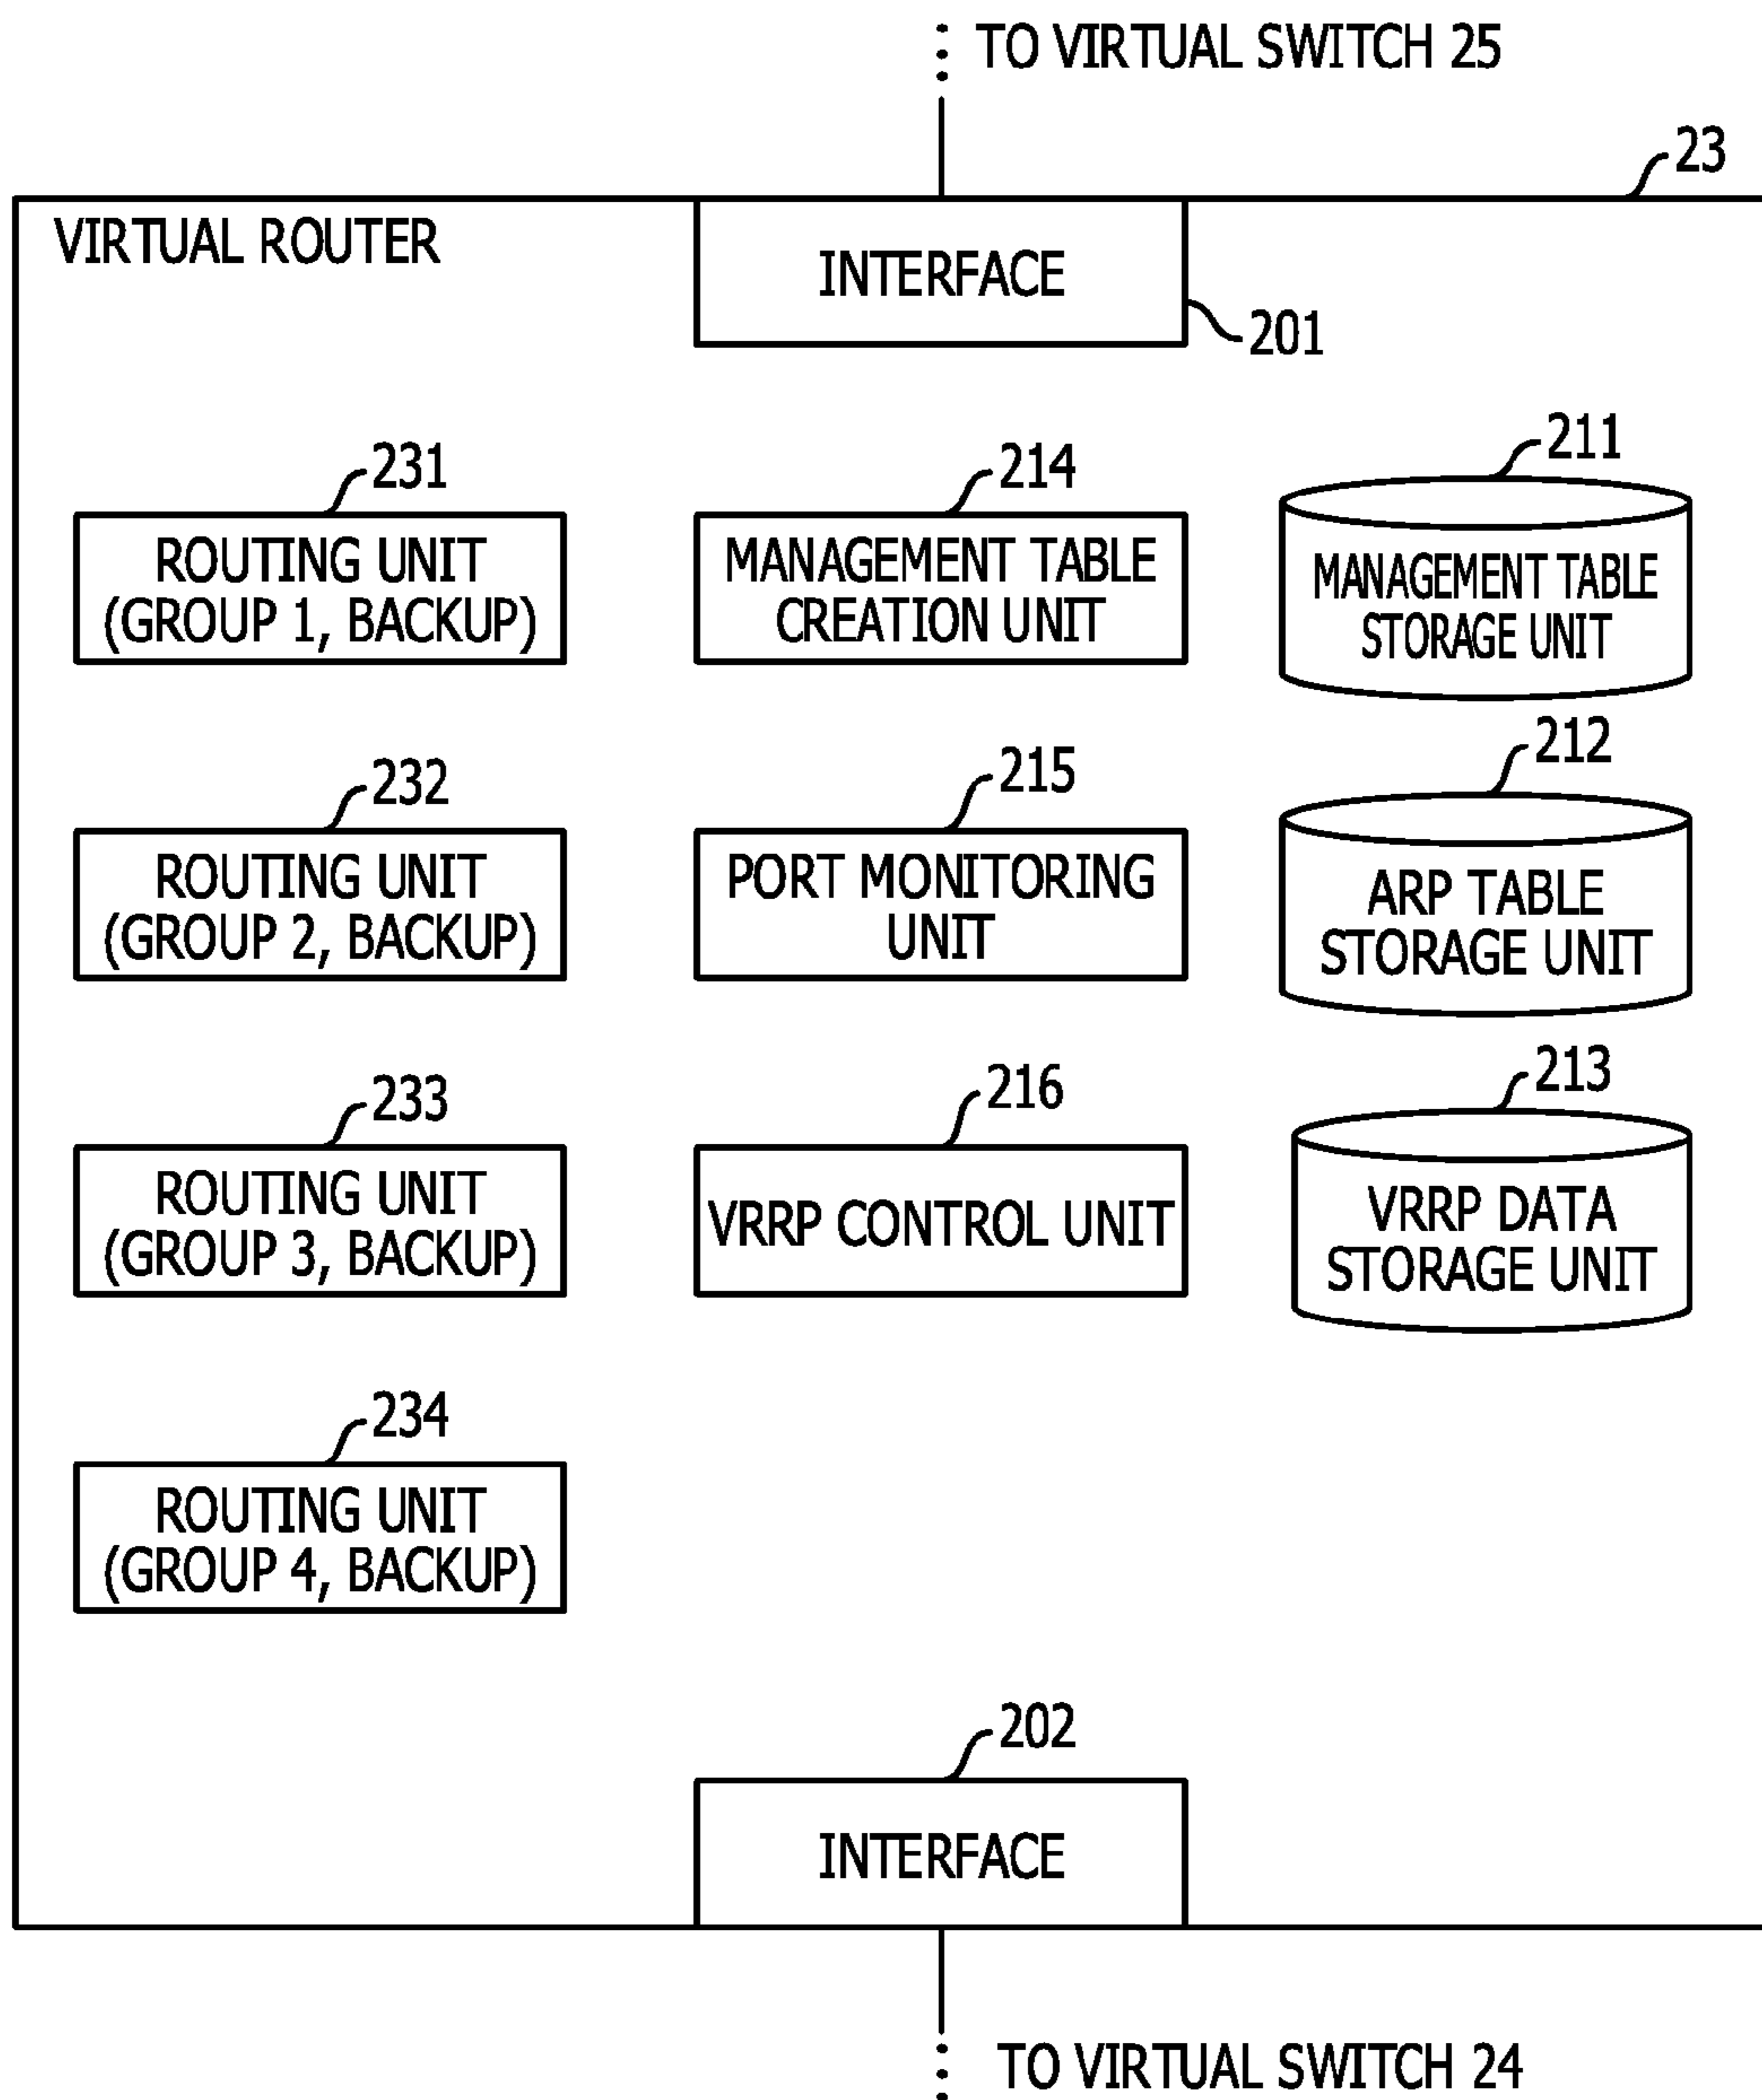 TO VIRTUAL SWITCH 25
23
VIRTUAL ROUTER
INTERFACE
201
231
214
211
ROUTING UNIT
(GROUP 1, BACKUP)
MANAGEMENT TABLE
CREATION UNIT
MANAGEMENT TABLE
STORAGE UNIT
232
215
212
ROUTING UNIT
(GROUP 2, BACKUP)
PORT MONITORING
UNIT
ARP TABLE
STORAGE UNIT
233
216
213
ROUTING UNIT
(GROUP 3, BACKUP)
VRRP CONTROL UNIT
VRRP DATA
STORAGE UNIT
234
ROUTING UNIT
(GROUP 4, BACKUP)
202
INTERFACE
TO VIRTUAL SWITCH 24